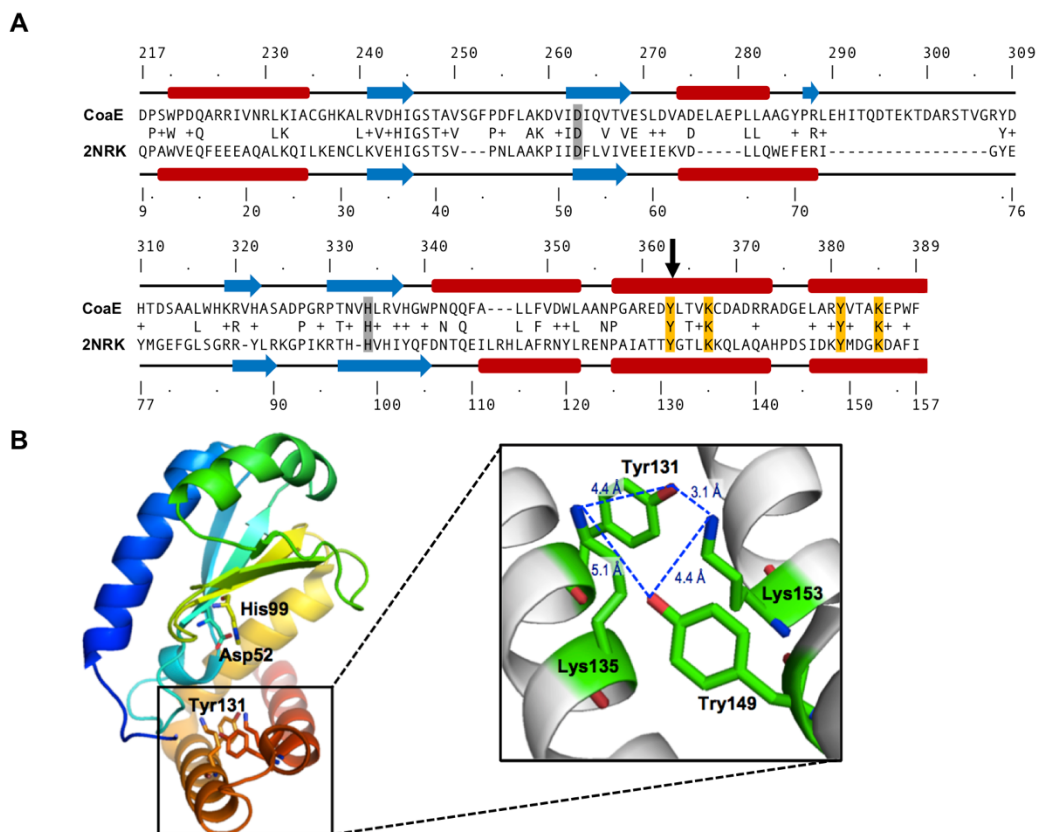 A
217 230 240 250 260 270 280 290 300 309
CoaE DPSWPDQARRIVNRLKIACGHKALRVDHIGSTAVSGFPDFLAKDVIDIQVTVESLDVADELAEPLLAAGYPRLEHITQDTEKTDARSTVGRYD
P+W +Q LK L+V+HIGST+V P+ AK +ID V VE ++ D LL + R+ Y+
2NRK QPAWVEQFEEEAQALKQILKENCLKVEHIGSTSV---PNLAAKPIIDFLVIVEEIEKVD-----LLQWEFERI-----------------GYE
9 20 30 40 50 60 70 76
310 320 330 340 350 360 370 380 389
CoaE HTDSAALWHKRVHASADPGRPTNVHLRVHGWPNQQFA---LLFVDWLAANPGAREDYLTVKCDADRRADGELARYVTAKEPWF
+ L +R + P+ T+ H+ ++ + N Q L F ++L NP Y T+K + + +Y K F
2NRK YMGEFGLSGRR-YLRKGPIKRTH-HVHIYQFDNTQEILRHLAFRNYLRENPAIATTYGTLKKQLAQAHPDSIDKYMDGKDAFI
77 90 100 110 120 130 140 150 157
B
His99
Asp52
Tyr131
Tyr131
4.4 Å
3.1 Å
5.1 Å
4.4 Å
Lys153
Lys135
Try149